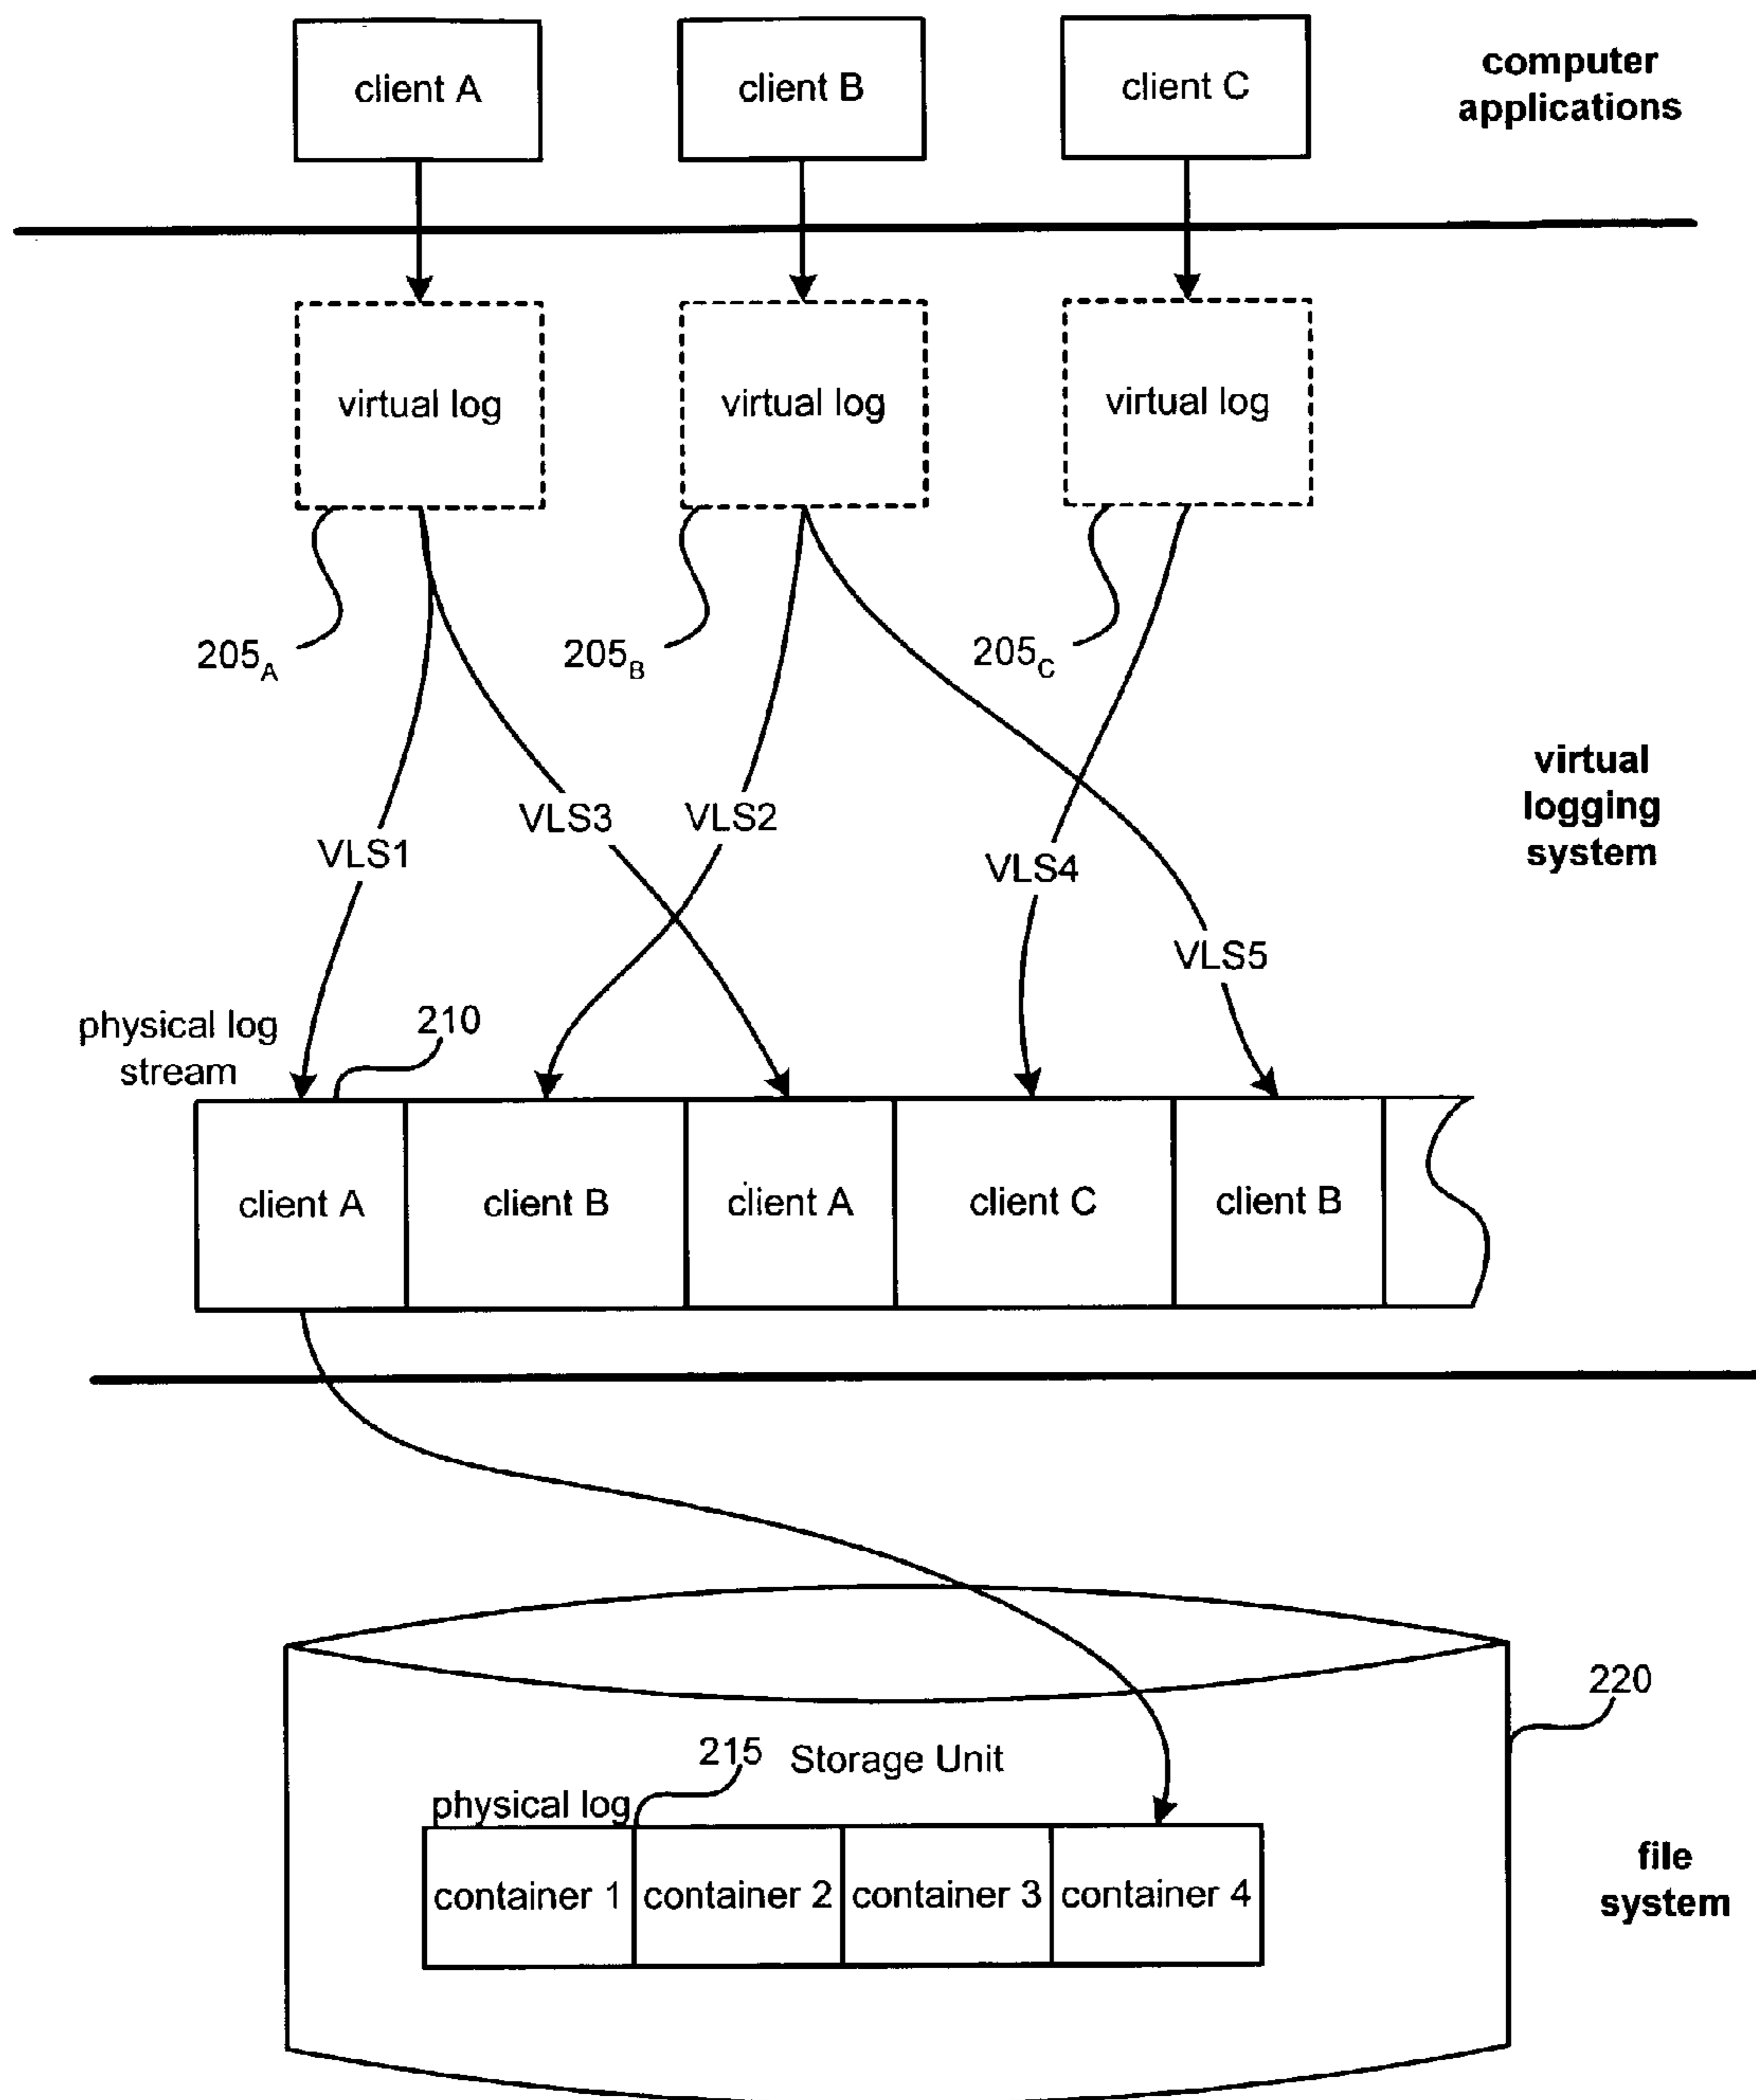 client A
client B
client C
computer
applications
virtual log
virtual log
virtual log
205A
205B
205C
virtual
logging
system
VLS1
VLS3
VLS2
VLS4
VLS5
physical log
stream
210
client A
client B
client A
client C
client B
220
215
Storage Unit
physical log
container 1
container 2
container 3
container 4
file
system